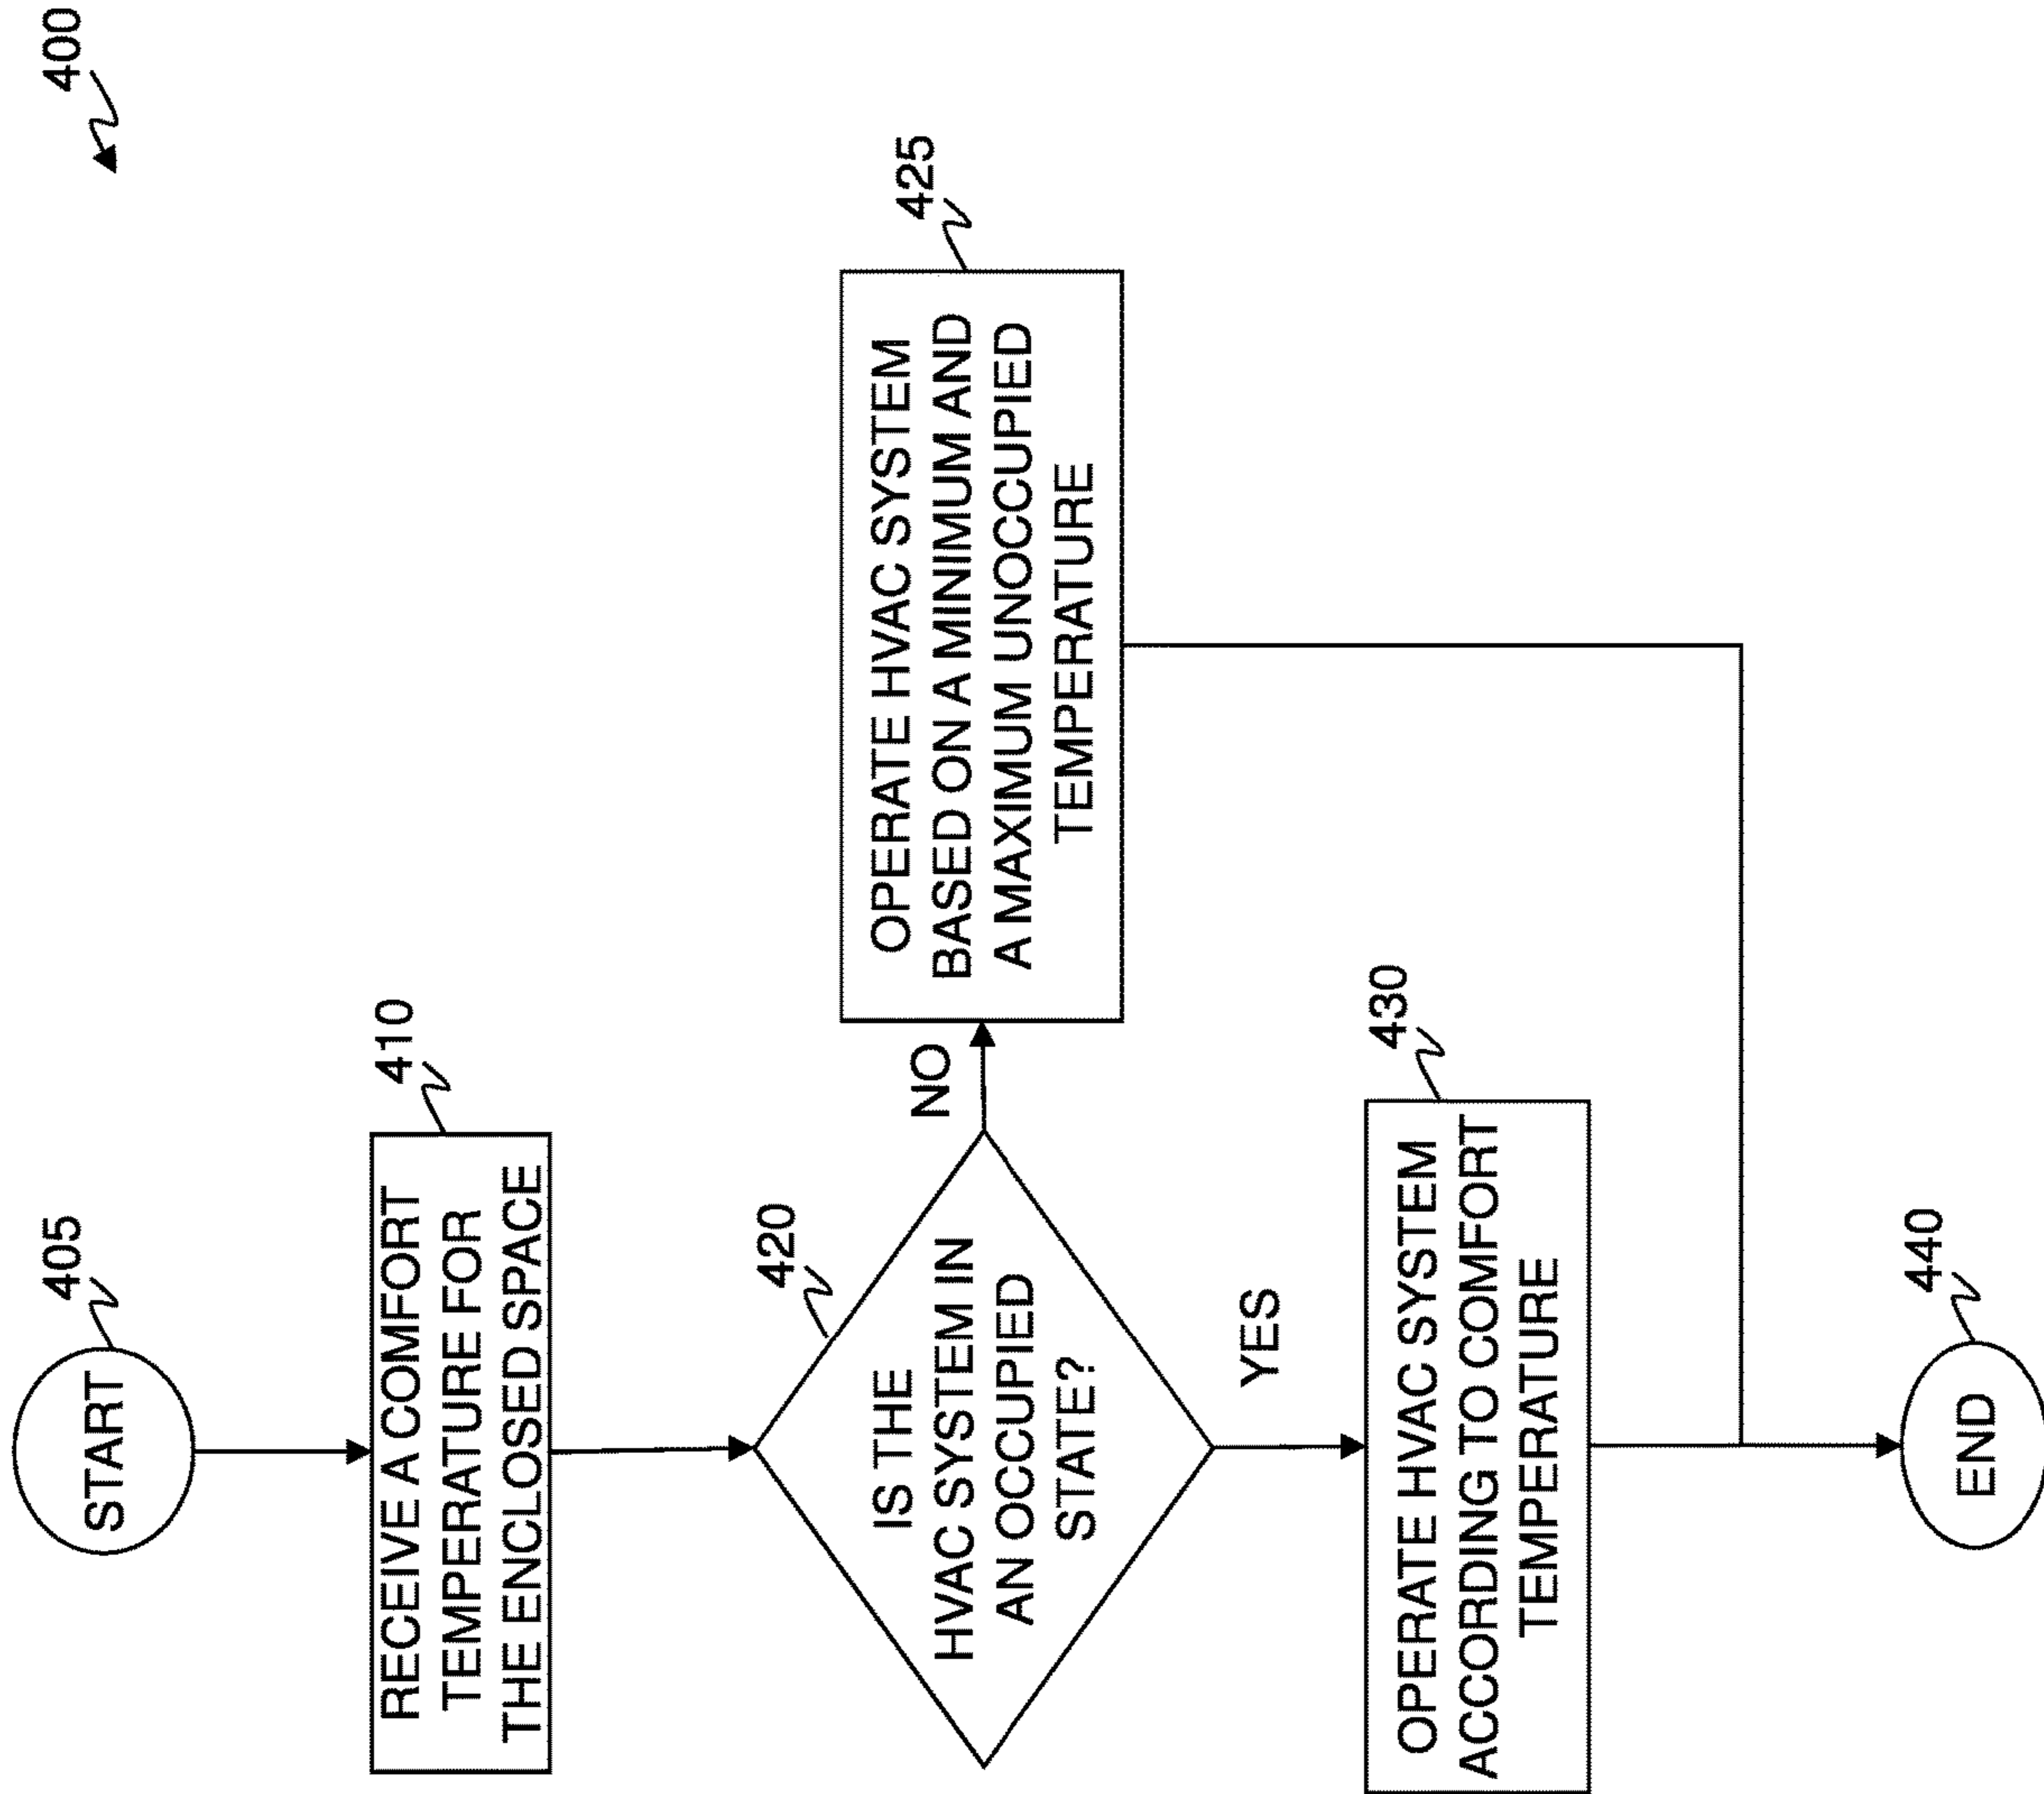 400
405
START
410
RECEIVE A COMFORT
TEMPERATURE FOR
THE ENCLOSED SPACE
420
IS THE
HVAC SYSTEM IN
AN OCCUPIED
STATE?
NO
425
OPERATE HVAC SYSTEM
BASED ON A MINIMUM AND
A MAXIMUM UNOCCUPIED
TEMPERATURE
YES
430
OPERATE HVAC SYSTEM
ACCORDING TO COMFORT
TEMPERATURE
440
END